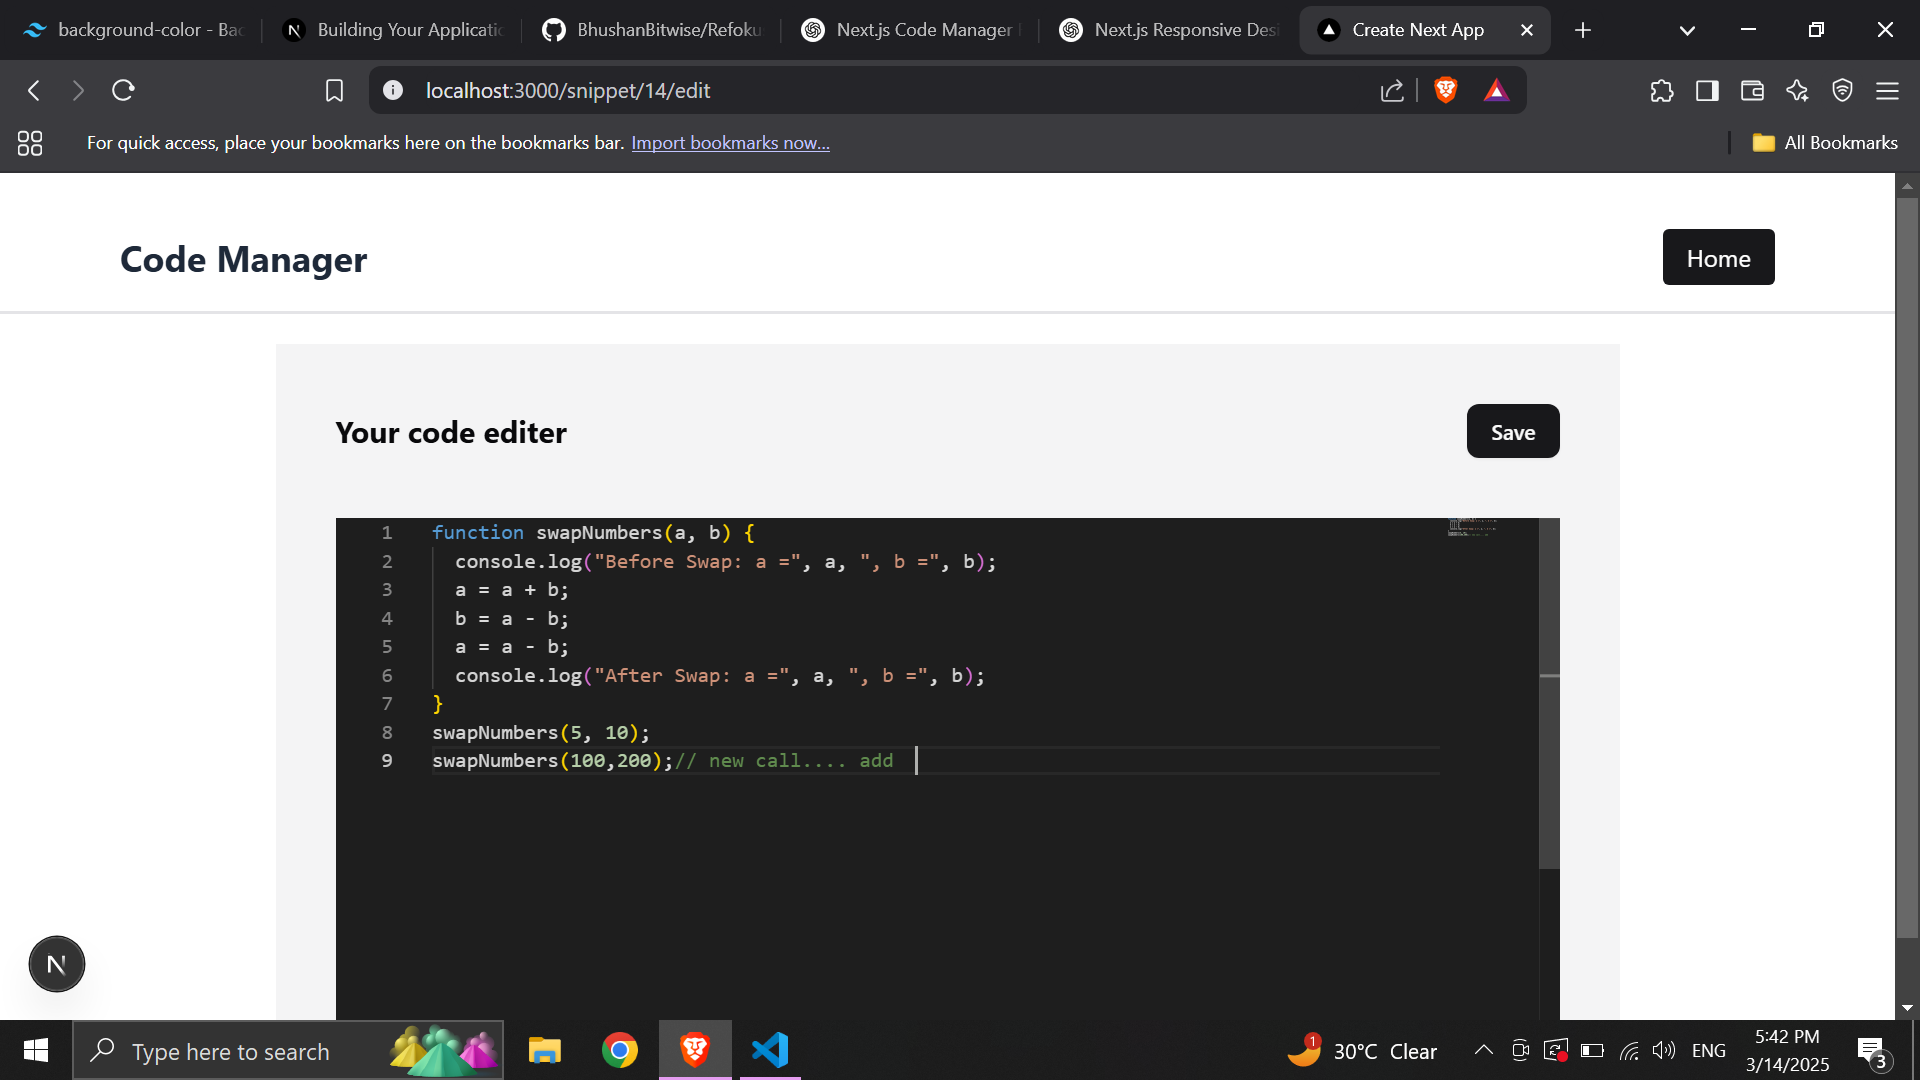 background-color - Bac
Building Your Applicatio
BhushanBitwise/Refoku
Next.js Code Manager
Next.js Responsive Desi
Create Next App
localhost:3000/snippet/14/edit
For quick access, place your bookmarks here on the bookmarks bar. Import bookmarks now...
All Bookmarks
Code Manager
Home
Your code editer
Save
1 function swapNumbers(a, b) {
2 console.log("Before Swap: a =", a, ", b =", b);
3 a = a + b;
4 b = a - b;
5 a = a - b;
6 console.log("After Swap: a =", a, ", b =", b);
7 }
8 swapNumbers(5, 10);
9 swapNumbers(100,200);// new call.... add
N
Type here to search
1
30°C Clear
ENG
5:42 PM
3/14/2025
3